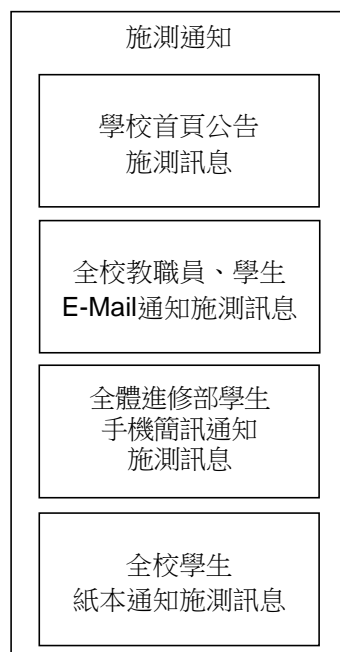 施測通知
學校首頁公告
施測訊息
全校教職員、學生
E-Mail通知施測訊息
全體進修部學生
手機簡訊通知
施測訊息
全校學生
紙本通知施測訊息